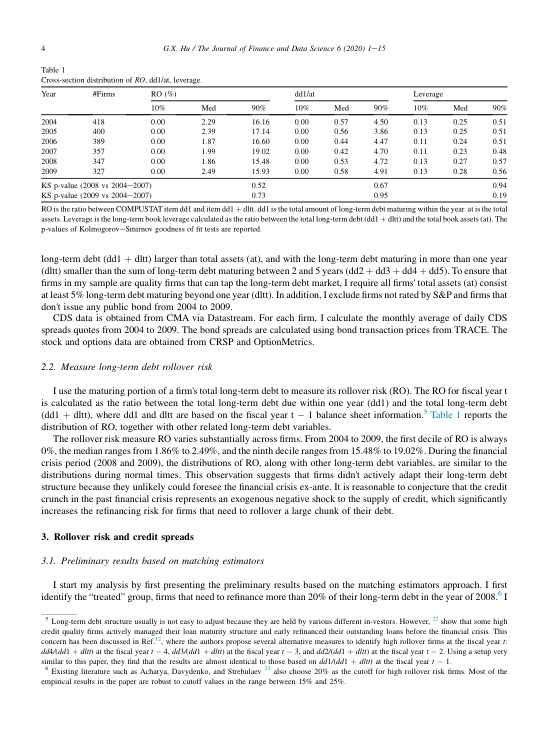 4
G.X. Hu / The Journal of Finance and Data Science 6 (2020) 1–15
Table 1
Cross-section distribution of RO, dd1/at, leverage.
Year #Firms RO (%) dd1/at Leverage
10% Med 90% 10% Med 90% 10% Med 90%
2004 418 0.00 2.29 16.16 0.00 0.57 4.50 0.13 0.25 0.51
2005 400 0.00 2.39 17.14 0.00 0.56 3.86 0.13 0.25 0.51
2006 389 0.00 1.87 16.60 0.00 0.44 4.47 0.11 0.24 0.51
2007 357 0.00 1.99 19.02 0.00 0.42 4.70 0.11 0.23 0.48
2008 347 0.00 1.86 15.48 0.00 0.53 4.72 0.13 0.27 0.57
2009 327 0.00 2.49 15.93 0.00 0.58 4.91 0.13 0.28 0.56
KS p-value (2008 vs 2004−2007) 0.52 0.67 0.94
KS p-value (2009 vs 2004−2007) 0.73 0.95 0.19
RO is the ratio between COMPUSTAT item dd1 and item dd1 + dltt. dd1 is the total amount of long-term debt maturing within the year. at is the total
assets. Leverage is the long-term book leverage calculated as the ratio between the total long-term debt (dd1 + dltt) and the total book assets (at). The
p-values of Kolmogorov−Smirnov goodness of fit tests are reported.
long-term debt (dd1 + dltt) larger than total assets (at), and with the long-term debt maturing in more than one year
(dltt) smaller than the sum of long-term debt maturing between 2 and 5 years (dd2 + dd3 + dd4 + dd5). To ensure that
firms in my sample are quality firms that can tap the long-term debt market, I require all firms' total assets (at) consist
at least 5% long-term debt maturing beyond one year (dltt). In addition, I exclude firms not rated by S&P and firms that
don't issue any public bond from 2004 to 2009.
CDS data is obtained from CMA via Datastream. For each firm, I calculate the monthly average of daily CDS
spreads quotes from 2004 to 2009. The bond spreads are calculated using bond transaction prices from TRACE. The
stock and options data are obtained from CRSP and OptionMetrics.
2.2. Measure long-term debt rollover risk
I use the maturing portion of a firm's total long-term debt to measure its rollover risk (RO). The RO for fiscal year t
is calculated as the ratio between the total long-term debt due within one year (dd1) and the total long-term debt
(dd1 + dltt), where dd1 and dltt are based on the fiscal year t − 1 balance sheet information.5 Table 1 reports the
distribution of RO, together with other related long-term debt variables.
The rollover risk measure RO varies substantially across firms. From 2004 to 2009, the first decile of RO is always
0%, the median ranges from 1.86% to 2.49%, and the ninth decile ranges from 15.48% to 19.02%. During the financial
crisis period (2008 and 2009), the distributions of RO, along with other long-term debt variables, are similar to the
distributions during normal times. This observation suggests that firms didn't actively adapt their long-term debt
structure because they unlikely could foresee the financial crisis ex-ante. It is reasonable to conjecture that the credit
crunch in the past financial crisis represents an exogenous negative shock to the supply of credit, which significantly
increases the refinancing risk for firms that need to rollover a large chunk of their debt.
3. Rollover risk and credit spreads
3.1. Preliminary results based on matching estimators
I start my analysis by first presenting the preliminary results based on the matching estimators approach. I first
identify the “treated” group, firms that need to refinance more than 20% of their long-term debt in the year of 2008.6 I
5 Long-term debt structure usually is not easy to adjust because they are held by various different in-vestors. However, 22 show that some high
credit quality firms actively managed their loan maturity structure and early refinanced their outstanding loans before the financial crisis. This
concern has been discussed in Ref.12, where the authors propose several alternative measures to identify high rollover firms at the fiscal year t:
dd4/(dd1 + dltt) at the fiscal year t − 4, dd3/(dd1 + dltt) at the fiscal year t − 3, and dd2/(dd1 + dltt) at the fiscal year t − 2. Using a setup very
similar to this paper, they find that the results are almost identical to those based on dd1/(dd1 + dltt) at the fiscal year t − 1.
6 Existing literature such as Acharya, Davydenko, and Strebulaev 23 also choose 20% as the cutoff for high rollover risk firms. Most of the
empirical results in the paper are robust to cutoff values in the range between 15% and 25%.